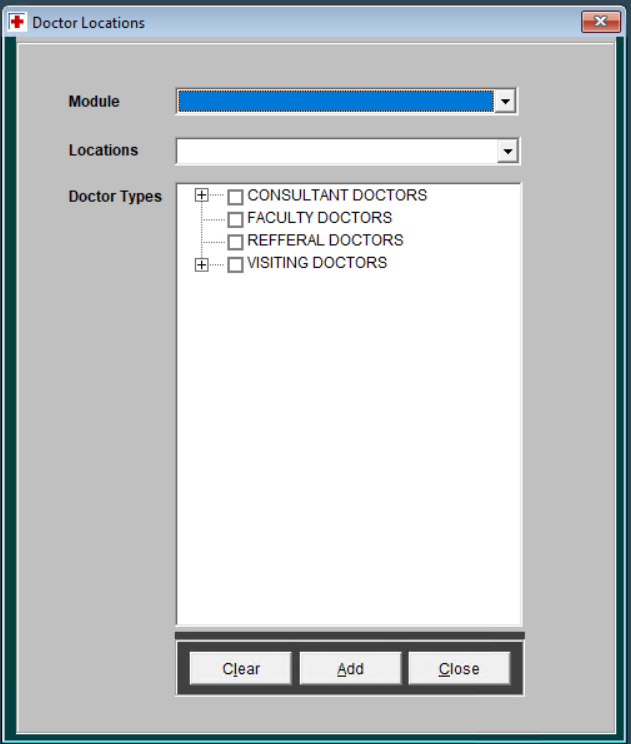 Doctor Locations
Module
Locations
Doctor Types
CONSULTANT DOCTORS
FACULTY DOCTORS
REFFERAL DOCTORS
VISITING DOCTORS
Clear Add Close